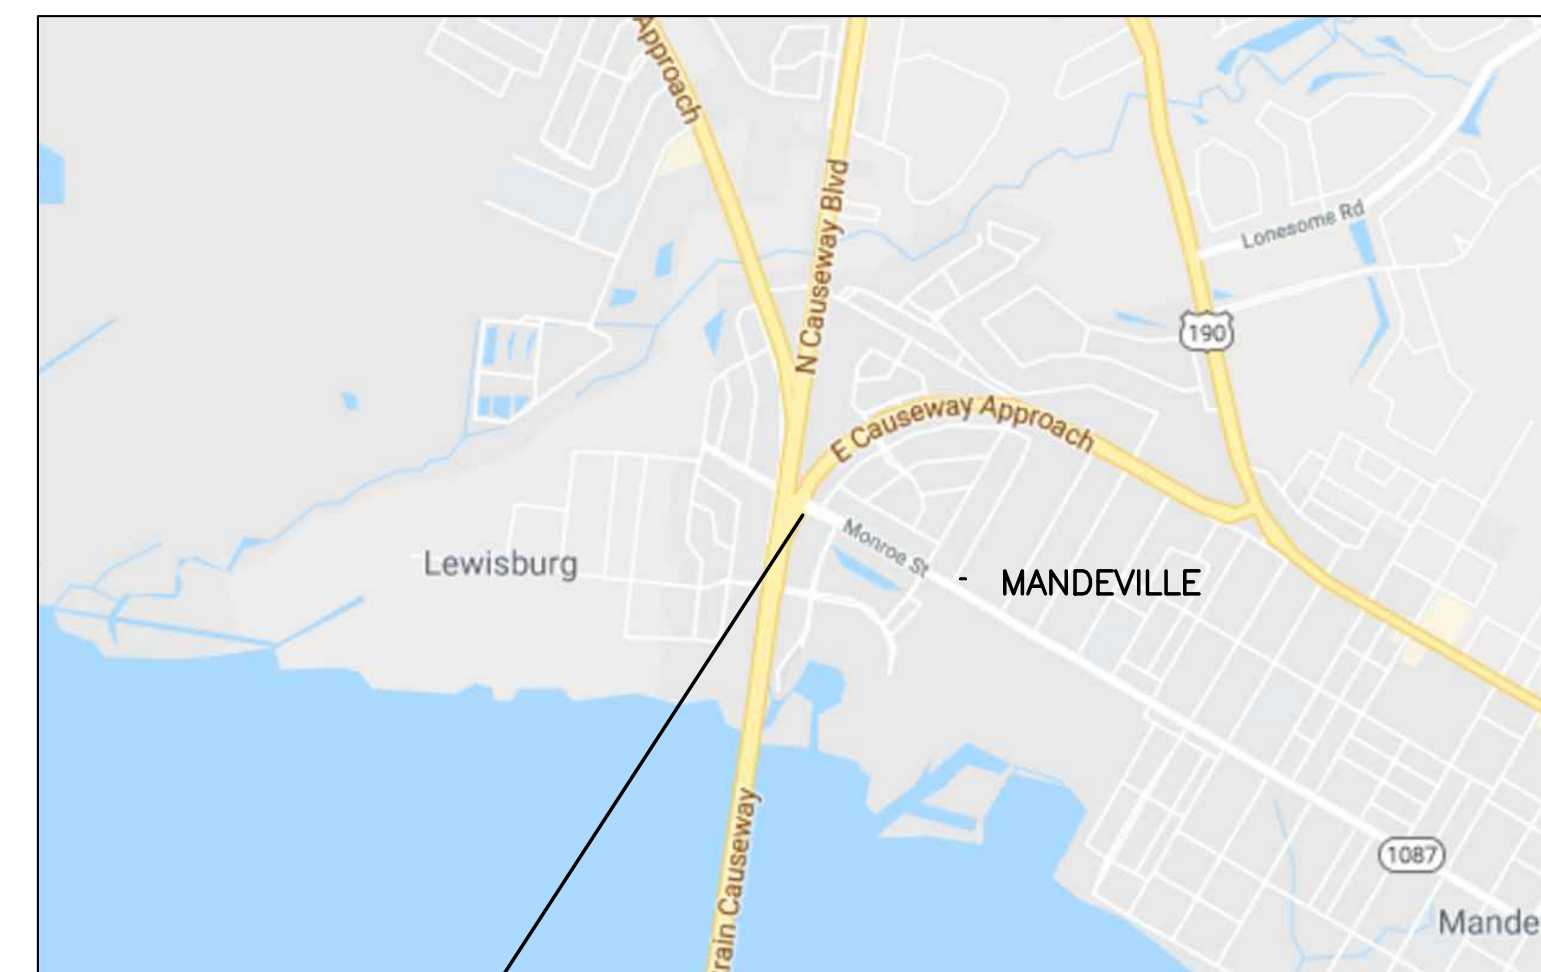 Approach
N Causeway Blvd
Lonesome Rd
190
E Causeway Approach
Monroe St
Lewisburg
- MANDEVILLE
rain Causeway
1087
Mande